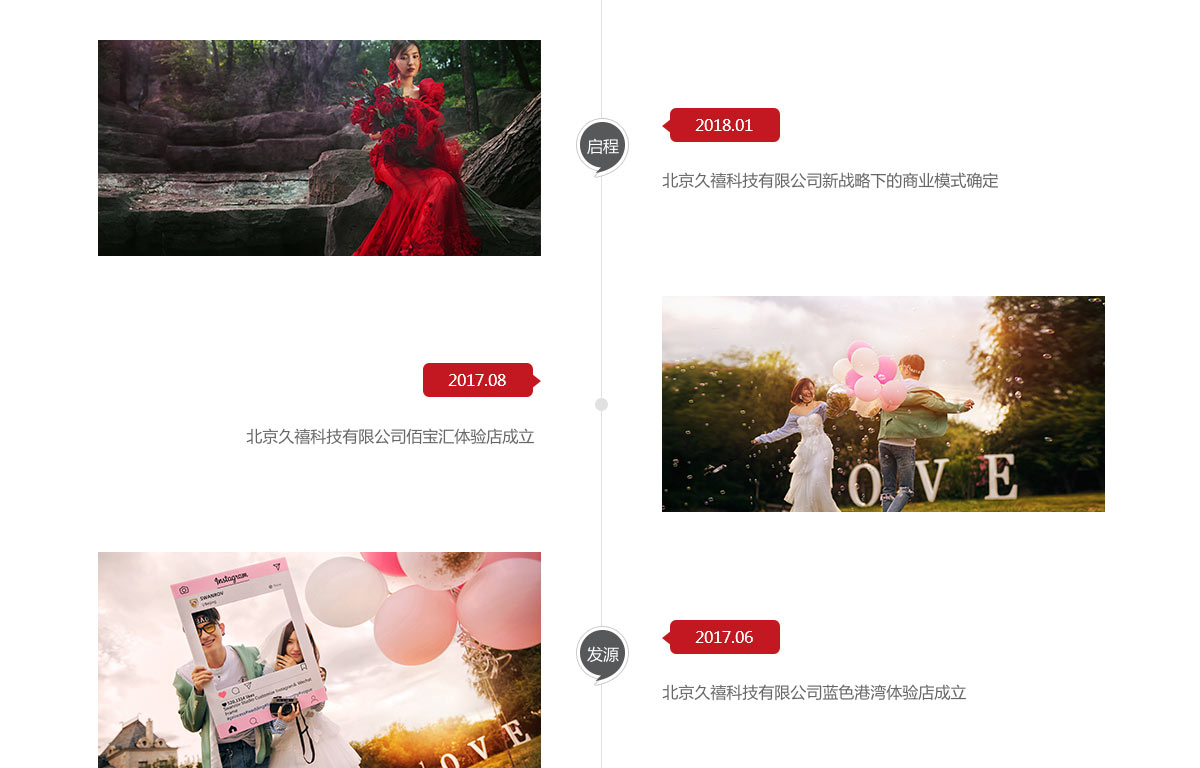 2018.01
启程
北京久禧科技有限公司新战略下的商业模式确定
2017.08
北京久禧科技有限公司佰宝汇体验店成立
OVE
Instagram
SWANROV
Beijing
2017.06
发源
北京久禧科技有限公司蓝色港湾体验店成立
OVE